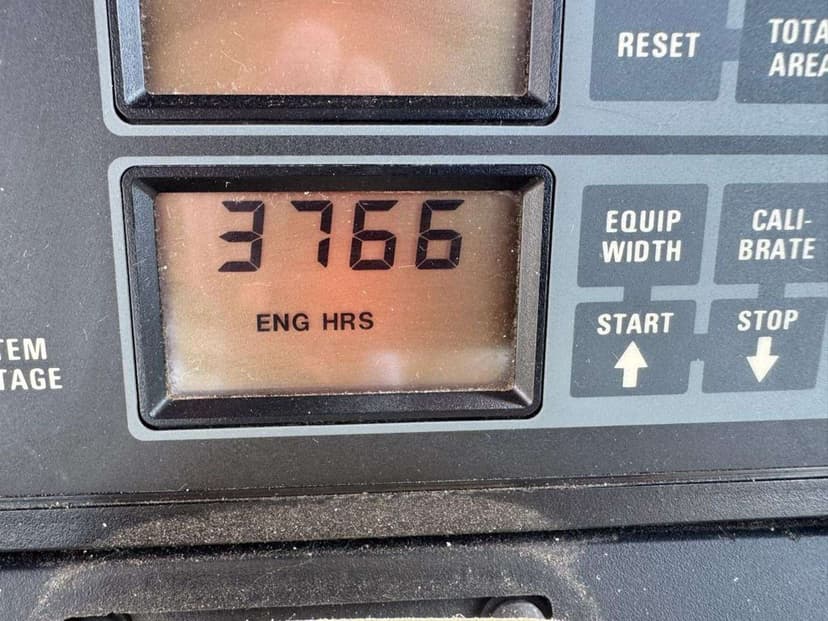 RESET
TOTA
AREA
3766
ENG HRS
EQUIP
WIDTH
CALI-
BRATE
START
STOP
TEM
TAGE